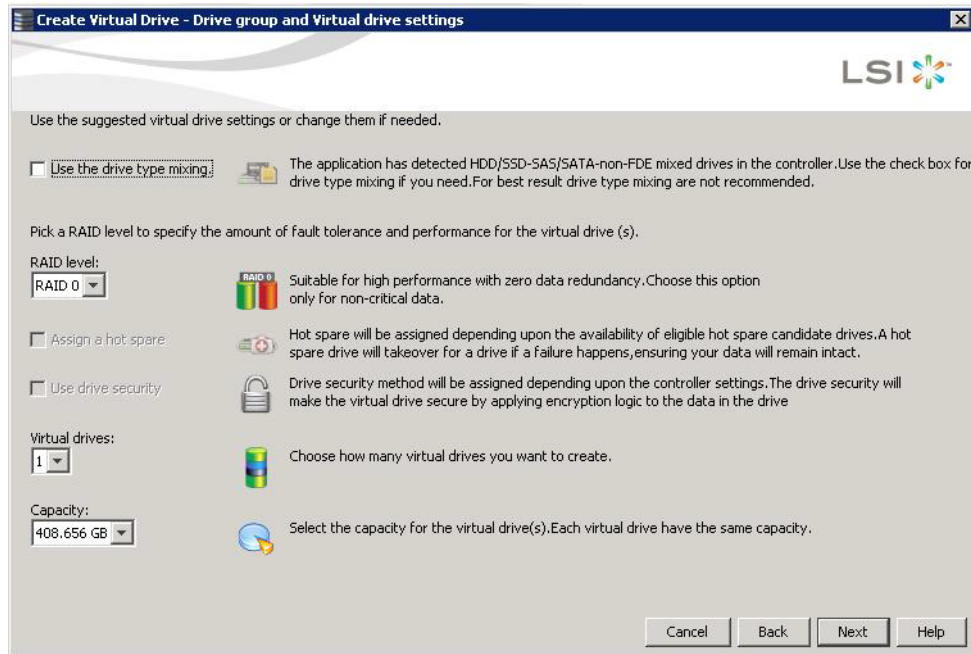 Create Virtual Drive - Drive group and Virtual drive settings
LSI
Use the suggested virtual drive settings or change them if needed.
Use the drive type mixing.
The application has detected HDD/SSD-SAS/SATA-non-FDE mixed drives in the controller.Use the check box for
drive type mixing if you need.For best result drive type mixing are not recommended.
Pick a RAID level to specify the amount of fault tolerance and performance for the virtual drive (s).
RAID level:
RAID 0
RAID 0
Suitable for high performance with zero data redundancy.Choose this option
only for non-critical data.
Assign a hot spare
Hot spare will be assigned depending upon the availability of eligible hot spare candidate drives.A hot
spare drive will takeover for a drive if a failure happens,ensuring your data will remain intact.
Use drive security
Drive security method will be assigned depending upon the controller settings.The drive security will
make the virtual drive secure by applying encryption logic to the data in the drive
Virtual drives:
1
Choose how many virtual drives you want to create.
Capacity:
408.656 GB
Select the capacity for the virtual drive(s).Each virtual drive have the same capacity.
Cancel Back Next Help